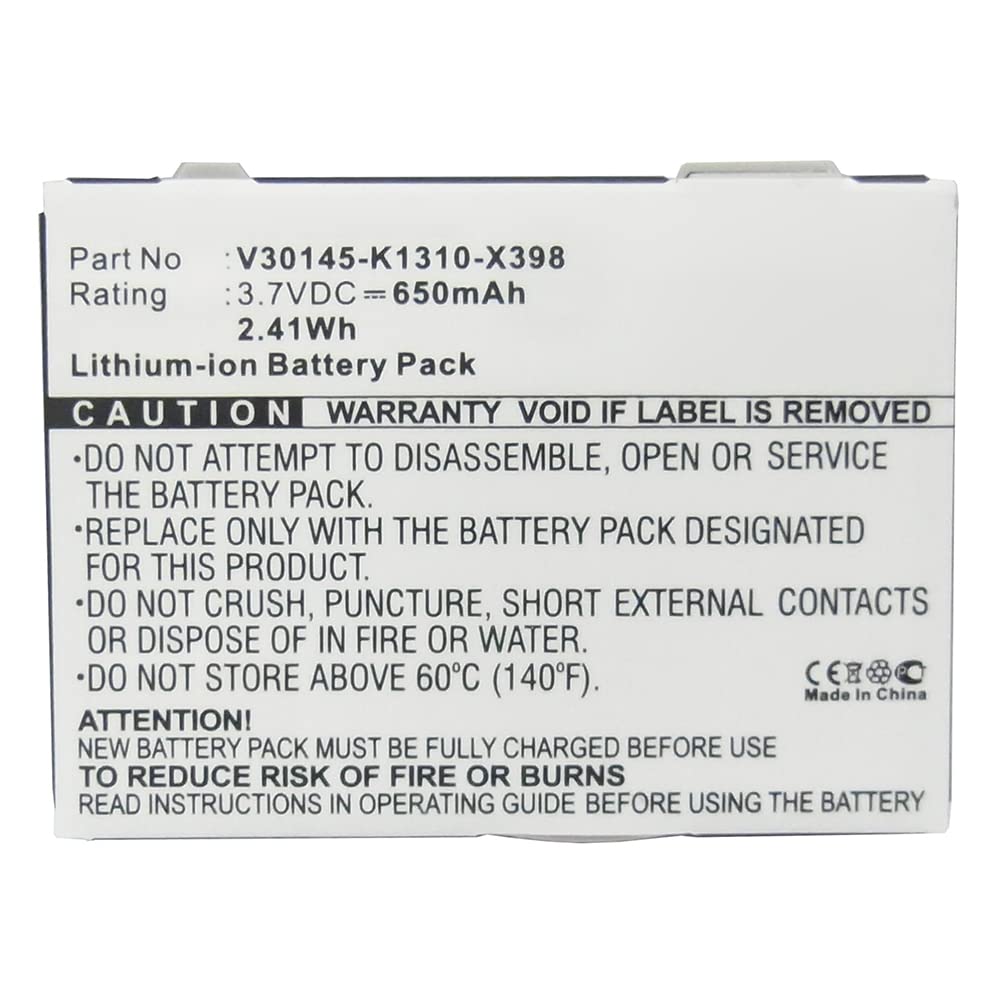 Part No : V30145-K1310-X398
Rating : 3.7VDC ⎓ 650mAh
2.41Wh
Lithium-ion Battery Pack
CAUTION WARRANTY VOID IF LABEL IS REMOVED
·DO NOT ATTEMPT TO DISASSEMBLE, OPEN OR SERVICE
THE BATTERY PACK.
·REPLACE ONLY WITH THE BATTERY PACK DESIGNATED
FOR THIS PRODUCT.
·DO NOT CRUSH, PUNCTURE, SHORT EXTERNAL CONTACTS
OR DISPOSE OF IN FIRE OR WATER.
·DO NOT STORE ABOVE 60ºC (140ºF).
CE
Made In China
ATTENTION!
NEW BATTERY PACK MUST BE FULLY CHARGED BEFORE USE
TO REDUCE RISK OF FIRE OR BURNS
READ INSTRUCTIONS IN OPERATING GUIDE BEFORE USING THE BATTERY